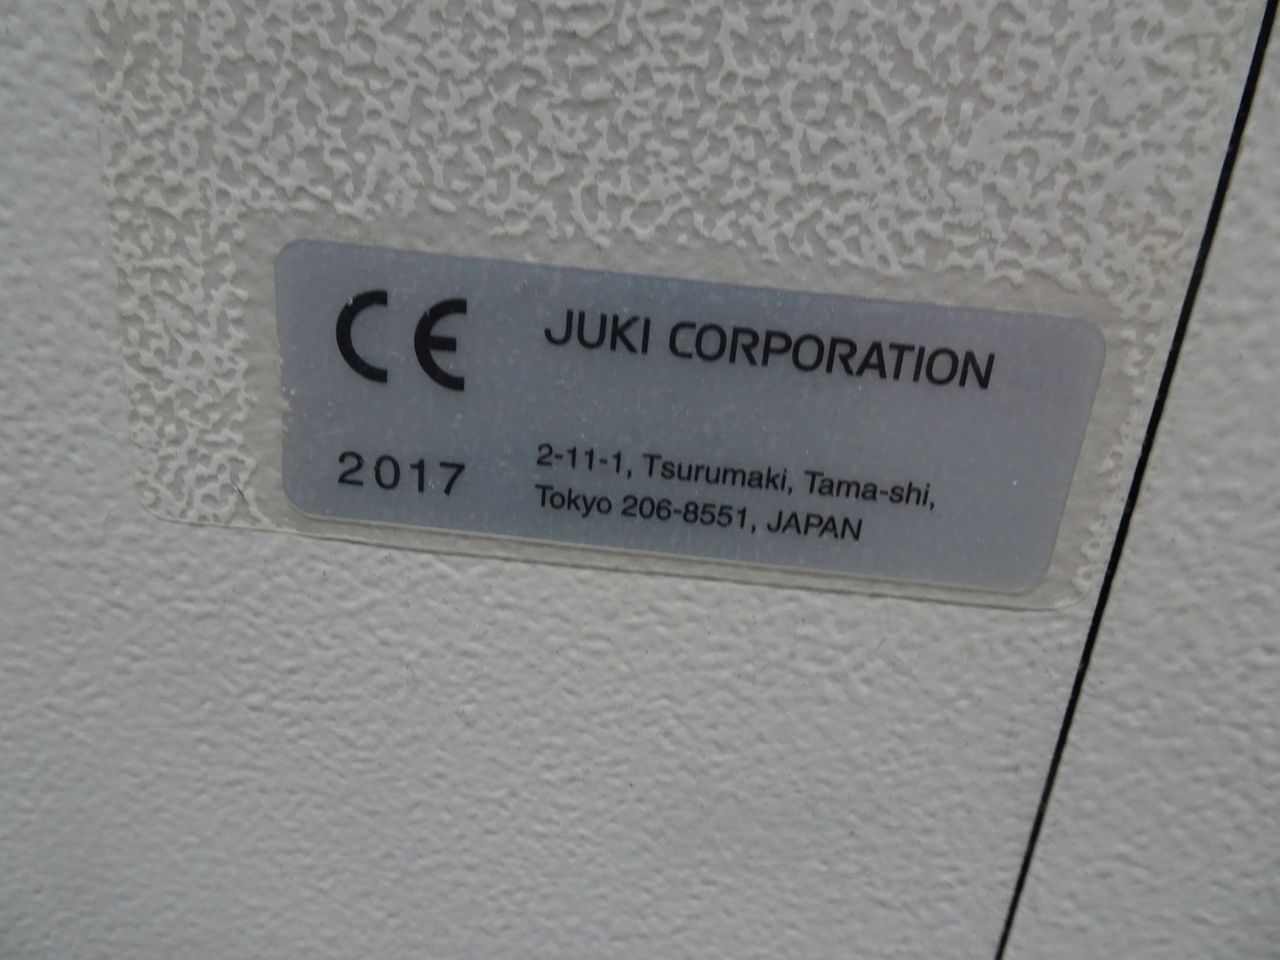 CE JUKI CORPORATION
2017
2-11-1, Tsurumaki, Tama-shi,
Tokyo 206-8551, JAPAN